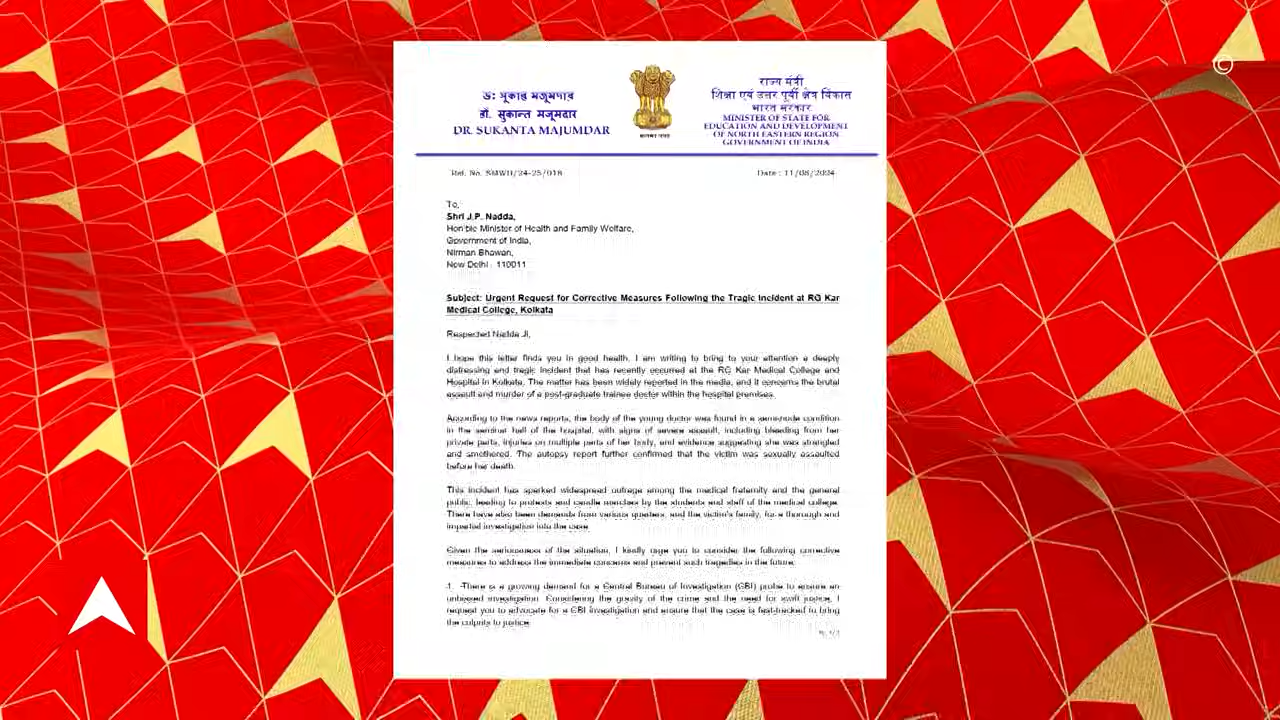 ©
ডঃ সুকান্ত মজুমদার
डॉ. सुकान्त मजूमदार
DR. SUKANTA MAJUMDAR
राज्य मंत्री
शिक्षा एवं उत्तर पूर्वी क्षेत्र विकास
भारत सरकार
MINISTER OF STATE FOR
EDUCATION AND DEVELOPMENT
OF NORTH EASTERN REGION
GOVERNMENT OF INDIA
Ref. No. SMWB/24-25/018
Date : 11/08/2024
To,
Shri J.P. Nadda,
Hon'ble Minister of Health and Family Welfare,
Government of India,
Nirman Bhawan,
New Delhi - 110011
Subject: Urgent Request for Corrective Measures Following the Tragic Incident at RG Kar
Medical College, Kolkata
Respected Nadda Ji,
I hope this letter finds you in good health. I am writing to bring to your attention a deeply
distressing and tragic incident that has recently occurred at the RG Kar Medical College and
Hospital in Kolkata. The matter has been widely reported in the media, and it concerns the brutal
assault and murder of a post-graduate trainee doctor within the hospital premises.
According to the news reports, the body of the young doctor was found in a semi-nude condition
in the seminar hall of the hospital, with signs of severe assault, including bleeding from her
private parts, injuries on multiple parts of her body, and evidence suggesting she was strangled
and smothered. The autopsy report further confirmed that the victim was sexually assaulted
before her death.
This incident has sparked widespread outrage among the medical fraternity and the general
public, leading to protests and candle marches by the students and staff of the medical college.
There have also been demands from various quarters, and the victim's family, for a thorough and
impartial investigation into the case.
Given the seriousness of the situation, I kindly urge you to consider the following corrective
measures to address the immediate concerns and prevent such tragedies in the future:
1. There is a growing demand for a Central Bureau of Investigation (CBI) probe to ensure an
unbiased investigation. Considering the gravity of the crime and the need for swift justice, I
request you to advocate for a CBI investigation and ensure that the case is fast-tracked to bring
the culprits to justice.